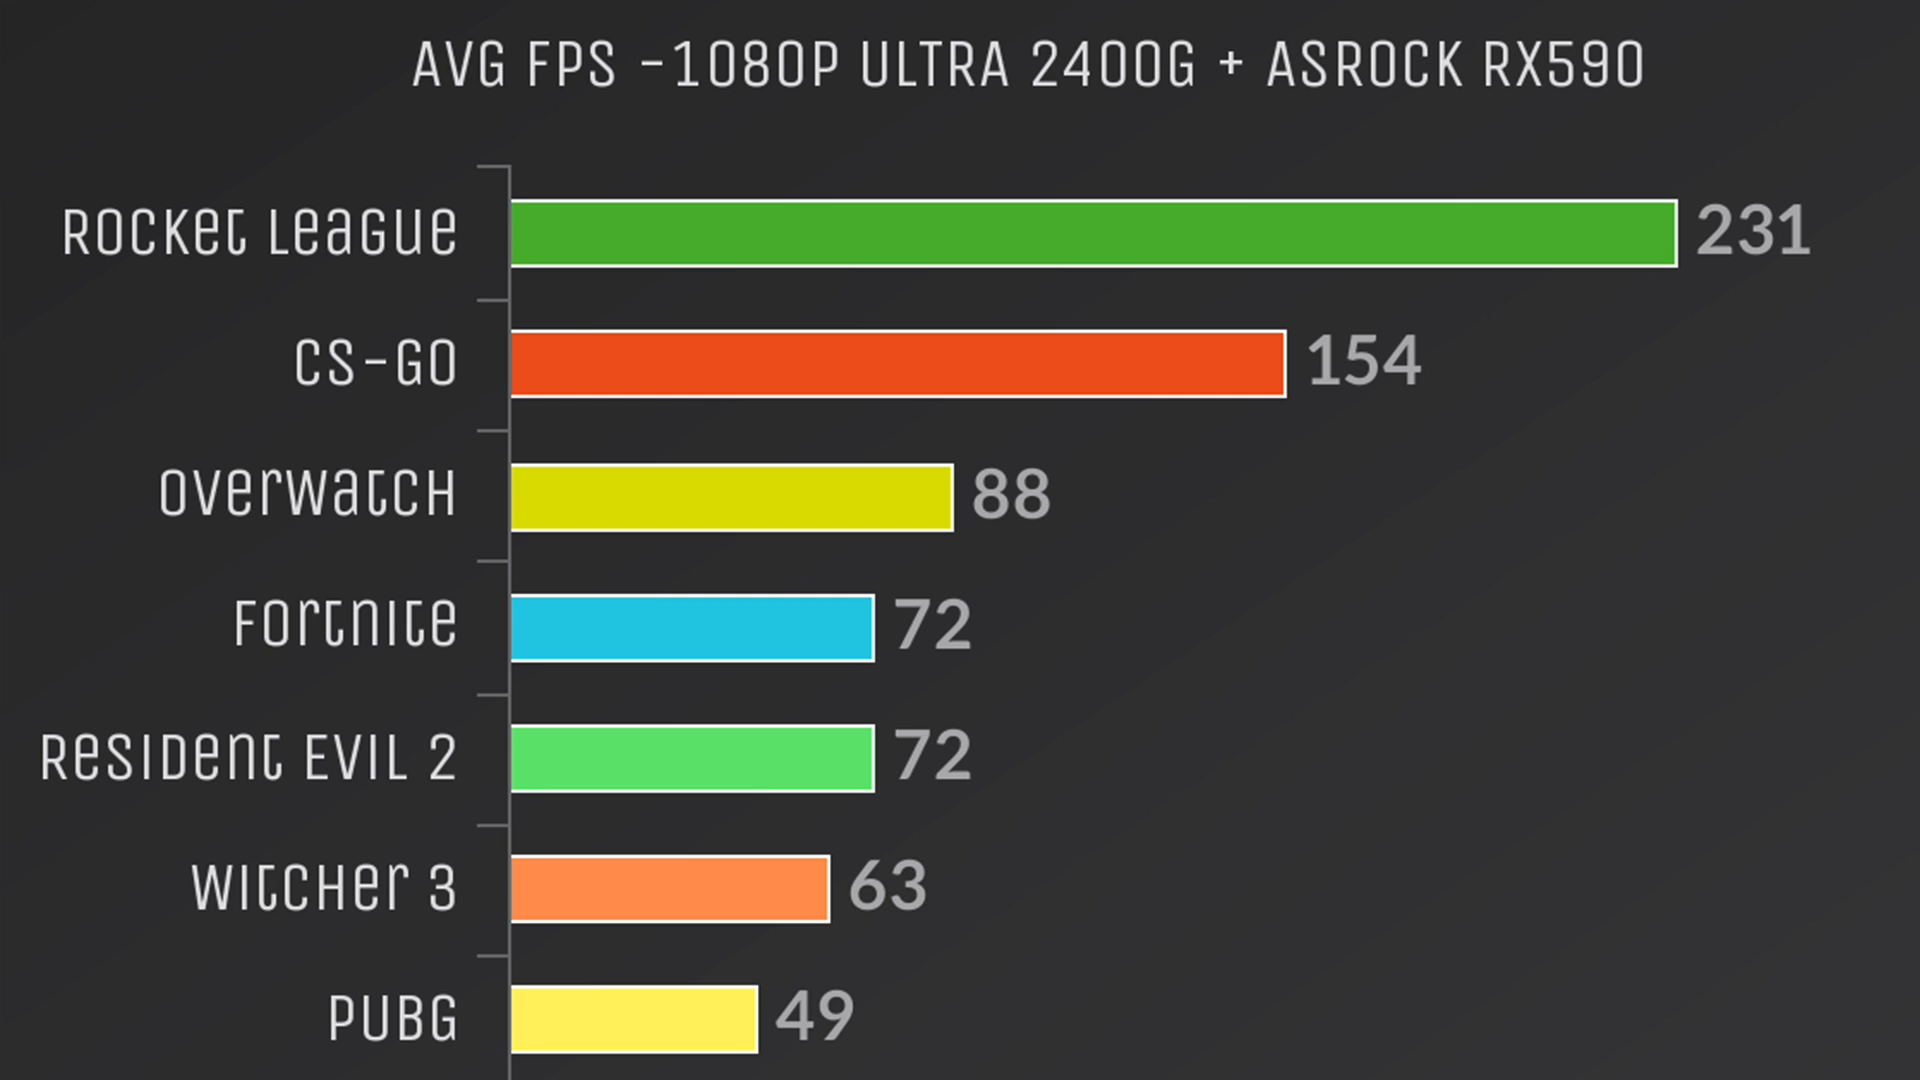 AVG FPS -1080P ULTRA 2400G + ASROCK RX590
Rocket League 231
CS-GO 154
Overwatch 88
Fortnite 72
Resident Evil 2 72
Witcher 3 63
PUBG 49